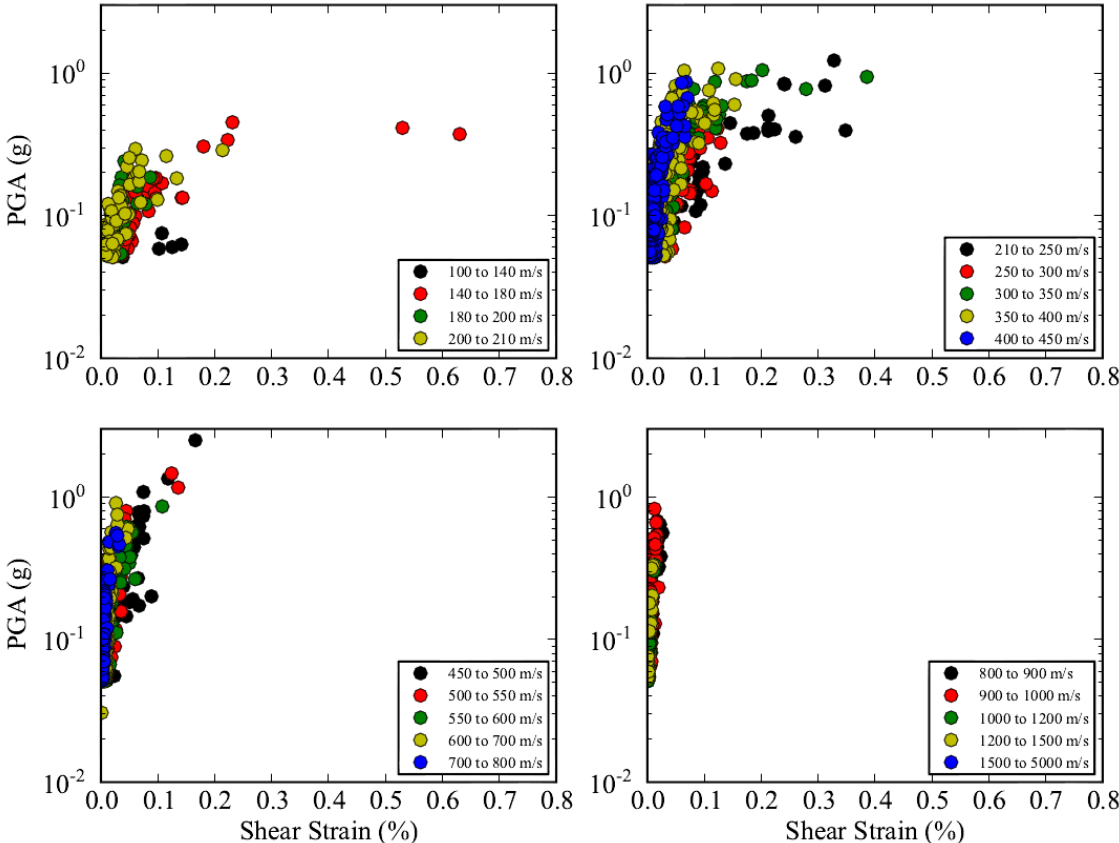 PGA (g)
10^0
10^-1
10^-2
100 to 140 m/s
140 to 180 m/s
180 to 200 m/s
200 to 210 m/s
0.0 0.1 0.2 0.3 0.4 0.5 0.6 0.7 0.8
10^0
10^-1
10^-2
210 to 250 m/s
250 to 300 m/s
300 to 350 m/s
350 to 400 m/s
400 to 450 m/s
0.0 0.1 0.2 0.3 0.4 0.5 0.6 0.7 0.8
PGA (g)
10^0
10^-1
10^-2
450 to 500 m/s
500 to 550 m/s
550 to 600 m/s
600 to 700 m/s
700 to 800 m/s
0.0 0.1 0.2 0.3 0.4 0.5 0.6 0.7 0.8
Shear Strain (%)
10^0
10^-1
10^-2
800 to 900 m/s
900 to 1000 m/s
1000 to 1200 m/s
1200 to 1500 m/s
1500 to 5000 m/s
0.0 0.1 0.2 0.3 0.4 0.5 0.6 0.7 0.8
Shear Strain (%)